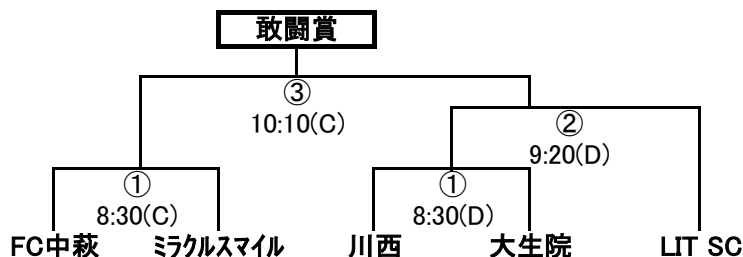 敢闘賞
③
10:10(C)
②
9:20(D)
①
8:30(C)
①
8:30(D)
FC中萩 ﾐﾗｸﾙスマイル 川西 大生院 LIT SC